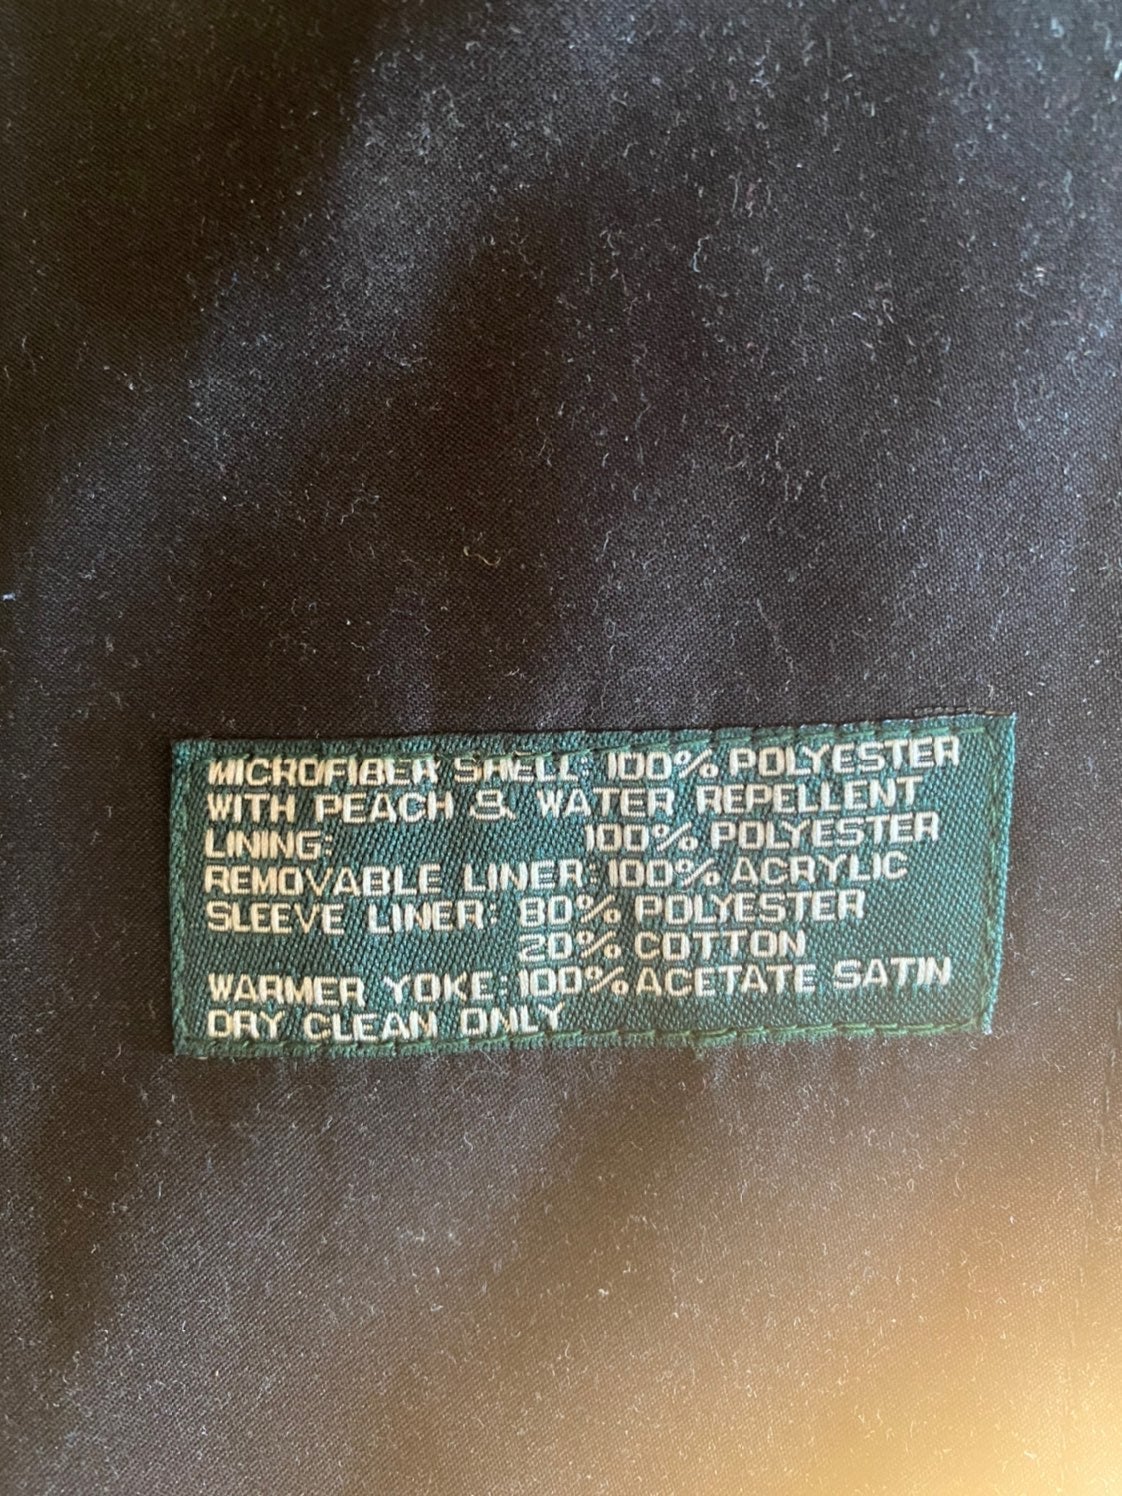 MICROFIBER SHELL: 100% POLYESTER
WITH PEACH & WATER REPELLENT
LINING: 100% POLYESTER
REMOVABLE LINER: 100% ACRYLIC
SLEEVE LINER: 80% POLYESTER
20% COTTON
WARMER YOKE: 100% ACETATE SATIN
DRY CLEAN ONLY